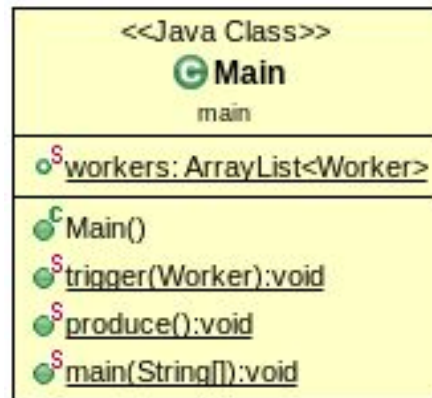 <<Java Class>>
C Main
main
S workers: ArrayList<Worker>
C Main()
S trigger(Worker):void
S produce():void
S main(String[]):void